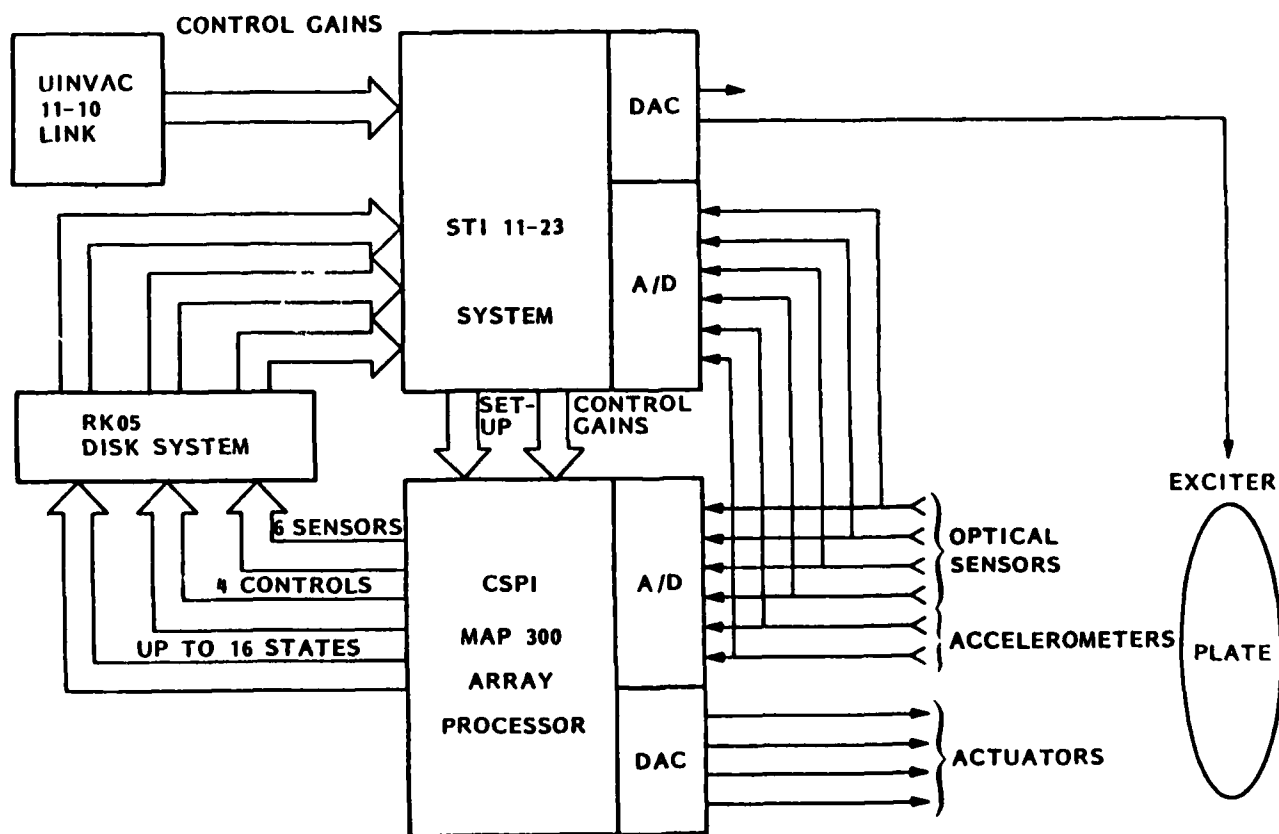 CONTROL GAINS
UINVAC
11-10
LINK
DAC
STI 11-23
SYSTEM
A/D
SET-
UP
CONTROL
GAINS
RK05
DISK SYSTEM
EXCITER
6 SENSORS
4 CONTROLS
UP TO 16 STATES
CSPI
MAP 300
ARRAY
PROCESSOR
A/D
OPTICAL
SENSORS
ACCELEROMETERS
PLATE
DAC
ACTUATORS